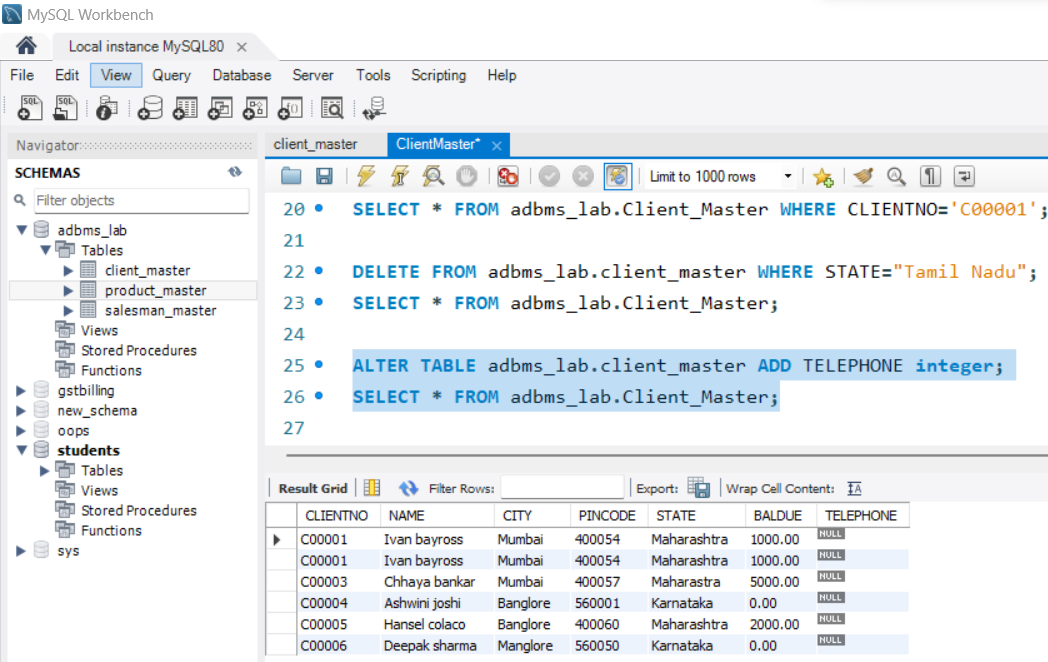 MySQL Workbench
Local instance MySQL80
File Edit View Query Database Server Tools Scripting Help
Navigator
SCHEMAS
Filter objects
adbms_lab
Tables
client_master
product_master
salesman_master
Views
Stored Procedures
Functions
gstbilling
new_schema
oops
students
Tables
Views
Stored Procedures
Functions
sys
client_master ClientMaster*
Limit to 1000 rows
20 SELECT * FROM adbms_lab.Client_Master WHERE CLIENTNO='C00001';
21
22 DELETE FROM adbms_lab.client_master WHERE STATE="Tamil Nadu";
23 SELECT * FROM adbms_lab.Client_Master;
24
25 ALTER TABLE adbms_lab.client_master ADD TELEPHONE integer;
26 SELECT * FROM adbms_lab.Client_Master;
27
Result Grid Filter Rows: Export: Wrap Cell Content:
CLIENTNO NAME CITY PINCODE STATE BALDUE TELEPHONE
C00001 Ivan bayross Mumbai 400054 Maharashtra 1000.00 NULL
C00001 Ivan bayross Mumbai 400054 Maharashtra 1000.00 NULL
C00003 Chhaya bankar Mumbai 400057 Maharastra 5000.00 NULL
C00004 Ashwini joshi Banglore 560001 Karnataka 0.00 NULL
C00005 Hansel colaco Banglore 400060 Maharashtra 2000.00 NULL
C00006 Deepak sharma Manglore 560050 Karnataka 0.00 NULL